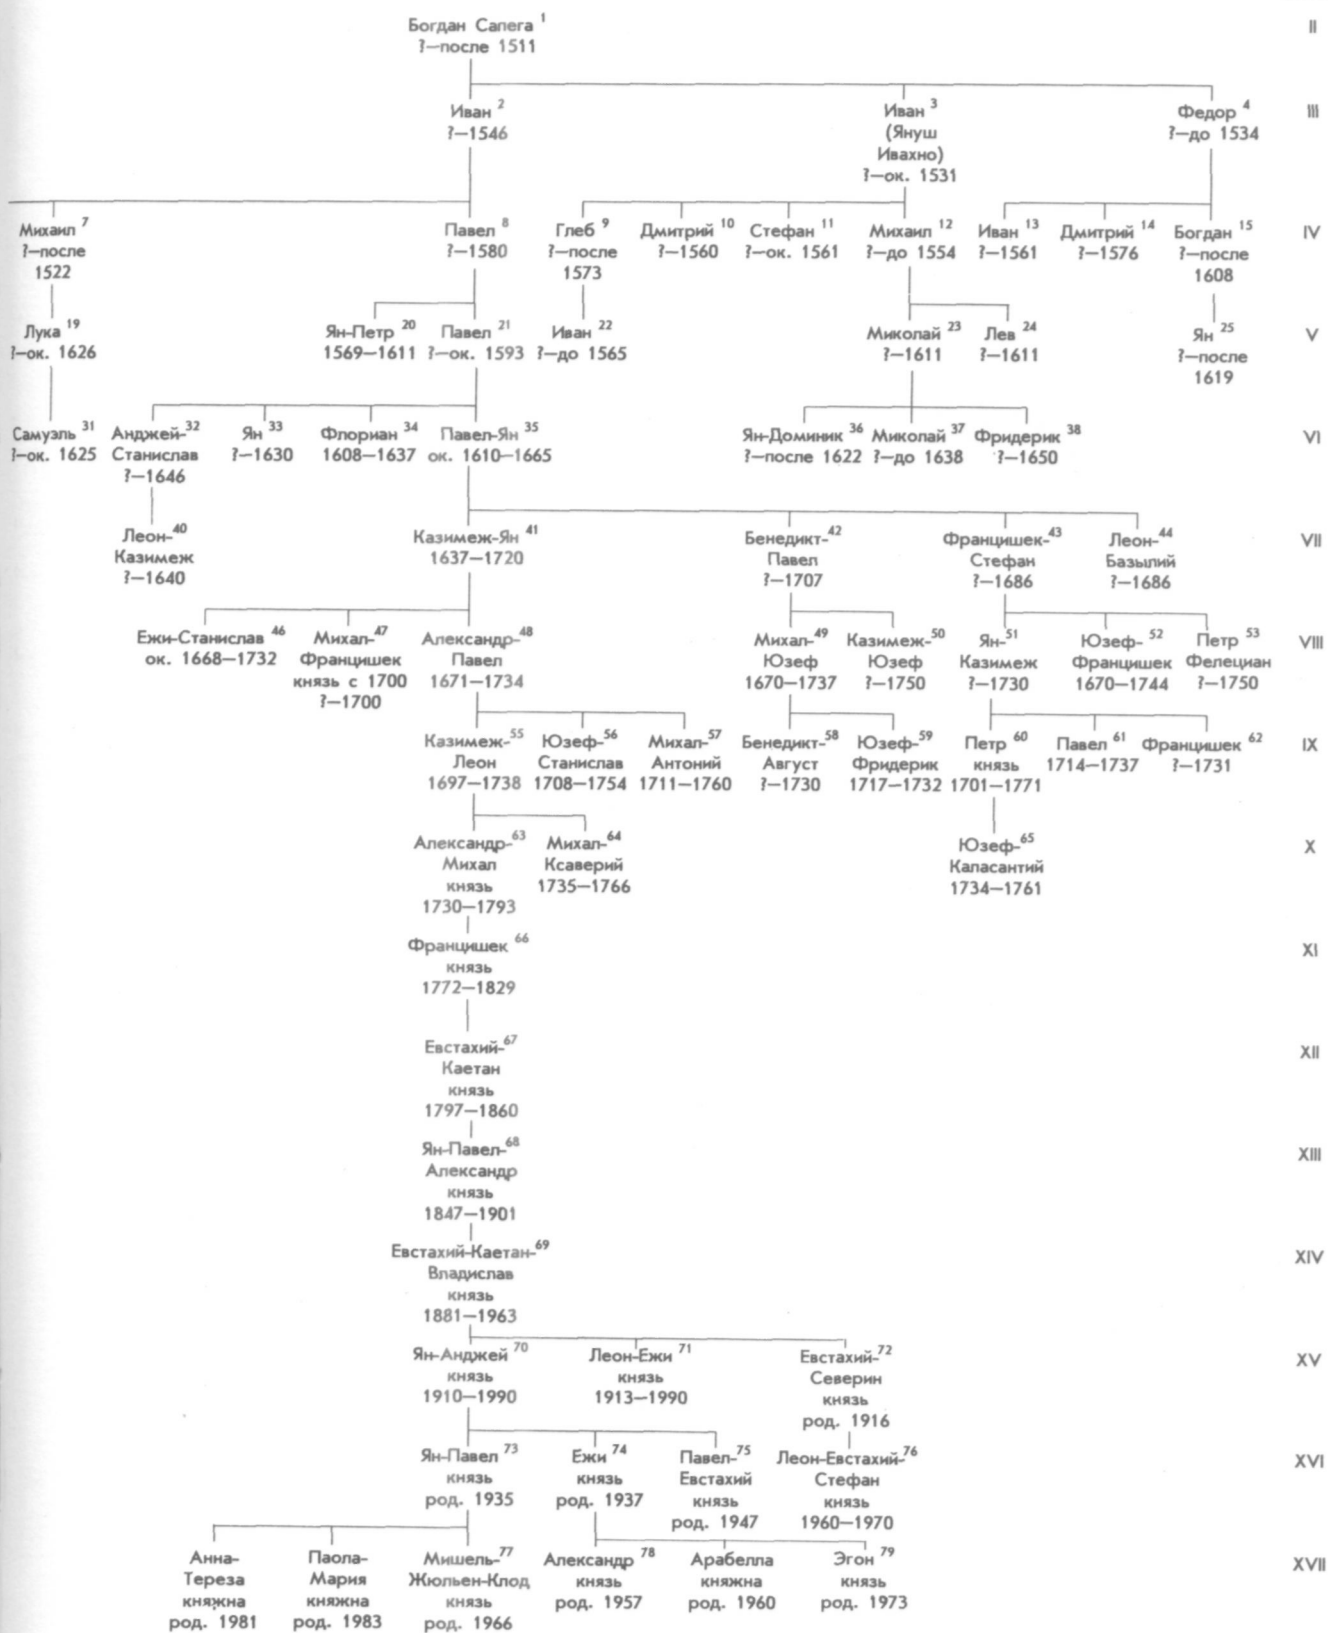 Богдан Сапега 1
?—после 1511
II
Иван 2
?—1546
Иван 3
(Януш
Ивахно)
?—ок. 1531
Федор 4
?—до 1534
III
Михаил 7
?—после
1522
Павел 8
?—1580
Глеб 9
?—после
1573
Дмитрий 10
?—1560
Стефан 11
?—ок. 1561
Михаил 12
?—до 1554
Иван 13
?—1561
Дмитрий 14
?—1576
Богдан 15
?—после
1608
IV
Лука 19
?—ок. 1626
Ян-Петр 20
1569—1611
Павел 21
?—ок. 1593
Иван 22
?—до 1565
Миколай 23
?—1611
Лев 24
?—1611
Ян 25
?—после
1619
V
Самуэль 31
?—ок. 1625
Анджей-32
Станислав
?—1646
Ян 33
?—1630
Флориан 34
1608—1637
Павел-Ян 35
ок. 1610—1665
Ян-Доминик 36
?—после 1622
Миколай 37
?—до 1638
Фридерик 38
?—1650
VI
Леон-40
Казимеж
?—1640
Казимеж-Ян 41
1637—1720
Бенедикт-42
Павел
?—1707
Францишек-43
Стефан
?—1686
Леон-44
Базылий
?—1686
VII
Ежи-Станислав 46
ок. 1668—1732
Михал-47
Францишек
князь с 1700
?—1700
Александр-48
Павел
1671—1734
Михал-49
Юзеф
1670—1737
Казимеж-50
Юзеф
?—1750
Ян-51
Казимеж
?—1730
Юзеф-52
Францишек
1670—1744
Петр 53
Фелециан
?—1750
VIII
Казимеж-55
Леон
1697—1738
Юзеф-56
Станислав
1708—1754
Михал-57
Антоний
1711—1760
Бенедикт-58
Август
?—1730
Юзеф-59
Фридерик
1717—1732
Петр 60
князь
1701—1771
Павел 61
1714—1737
Францишек 62
?—1731
IX
Александр-63
Михал
князь
1730—1793
Михал-64
Ксаверий
1735—1766
Юзеф-65
Каласантий
1734—1761
X
Францишек 66
князь
1772—1829
XI
Евстахий-67
Каетан
князь
1797—1860
XII
Ян-Павел-68
Александр
князь
1847—1901
XIII
Евстахий-Каетан-69
Владислав
князь
1881—1963
XIV
Ян-Анджей 70
князь
1910—1990
Леон-Ежи 71
князь
1913—1990
Евстахий-72
Северин
князь
род. 1916
XV
Ян-Павел 73
князь
род. 1935
Ежи 74
князь
род. 1937
Павел-75
Евстахий
князь
род. 1947
Леон-Евстахий-76
Стефан
князь
1960—1970
XVI
Анна-
Тереза
княжна
род. 1981
Паола-
Мария
княжна
род. 1983
Мишель-77
Жюльен-Клод
князь
род. 1966
Александр 78
князь
род. 1957
Арабелла
княжна
род. 1960
Эгон 79
князь
род. 1973
XVII